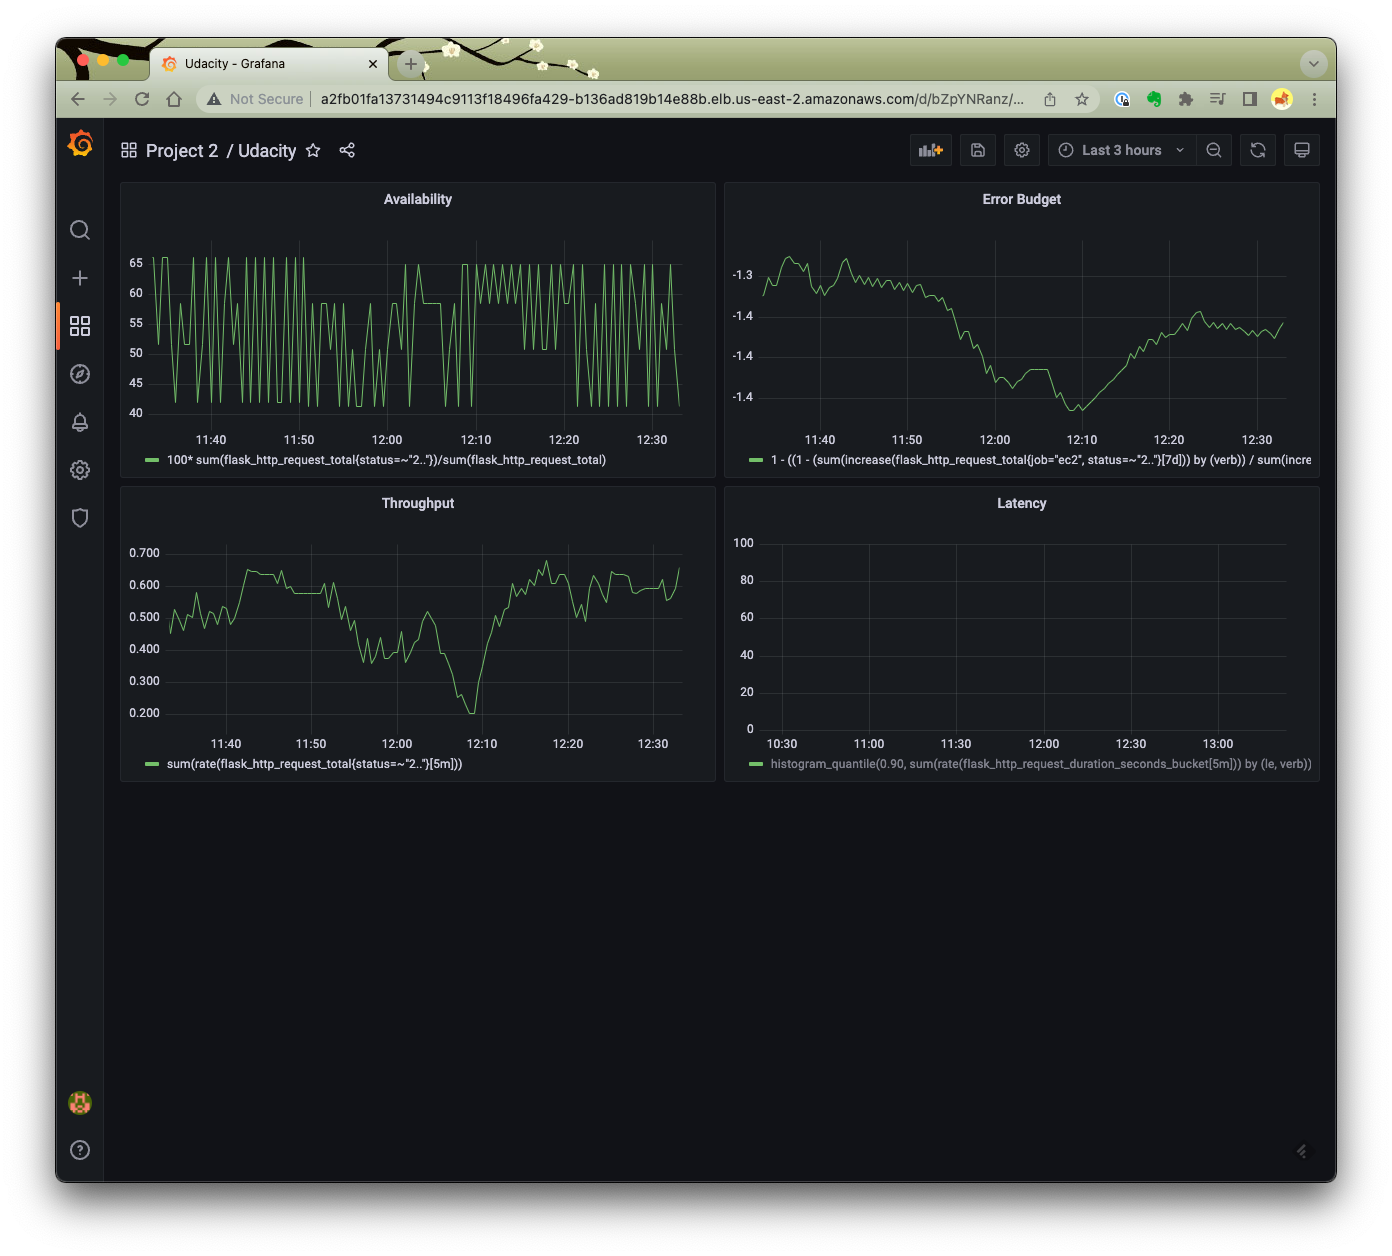 Udacity - Grafana
Not Secure | a2fb01fa13731494c9113f18496fa429-b136ad819b14e88b.elb.us-east-2.amazonaws.com/d/bZpYNRanz/...
Project 2 / Udacity
Last 3 hours
Availability
65
60
55
50
45
40
11:40 11:50 12:00 12:10 12:20 12:30
100* sum(flask_http_request_total{status=~"2.."})/sum(flask_http_request_total)
Error Budget
-1.3
-1.4
-1.4
-1.4
11:40 11:50 12:00 12:10 12:20 12:30
1 - ((1 - (sum(increase(flask_http_request_total{job="ec2", status=~"2.."}[7d])) by (verb)) / sum(incre
Throughput
0.700
0.600
0.500
0.400
0.300
0.200
11:40 11:50 12:00 12:10 12:20 12:30
sum(rate(flask_http_request_total{status=~"2.."}[5m]))
Latency
100
80
60
40
20
0
10:30 11:00 11:30 12:00 12:30 13:00
histogram_quantile(0.90, sum(rate(flask_http_request_duration_seconds_bucket[5m])) by (le, verb))